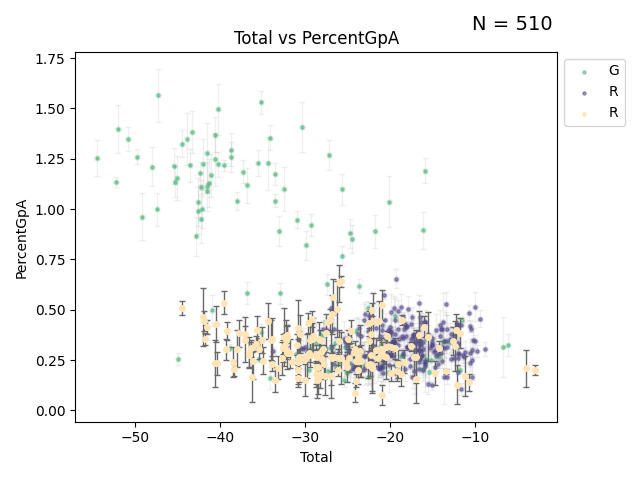 N = 510
Total vs PercentGpA
G
R
R
1.75
1.50
1.25
1.00
0.75
0.50
0.25
0.00
PercentGpA
−50
−40
−30
−20
−10
Total